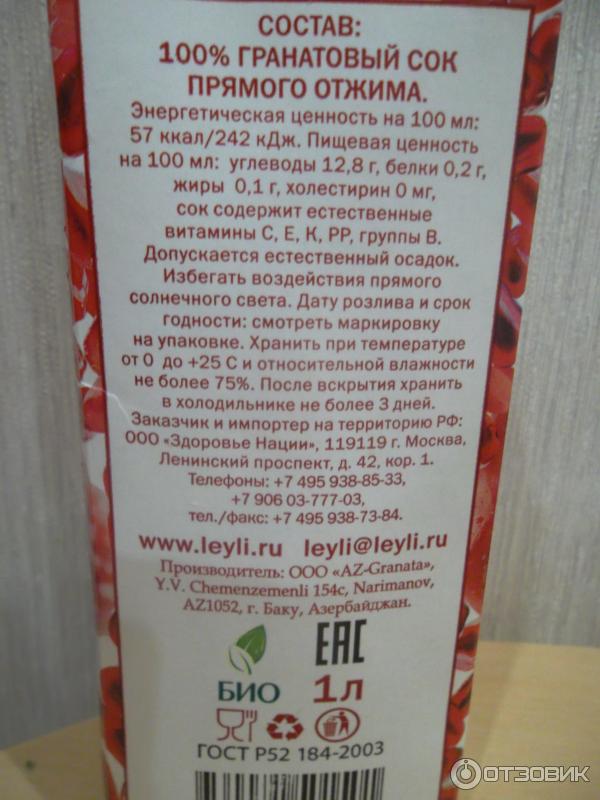 СОСТАВ:
100% ГРАНАТОВЫЙ СОК
ПРЯМОГО ОТЖИМА.
Энергетическая ценность на 100 мл:
57 ккал/242 кДж. Пищевая ценность
на 100 мл: углеводы 12,8 г, белки 0,2 г,
жиры 0,1 г, холестирин 0 мг,
сок содержит естественные
витамины С, Е, К, РР, группы В.
Допускается естественный осадок.
Избегать воздействия прямого
солнечного света. Дату розлива и срок
годности: смотреть маркировку
на упаковке. Хранить при температуре
от 0 до +25 С и относительной влажности
не более 75%. После вскрытия хранить
в холодильнике не более 3 дней.
Заказчик и импортер на территорию РФ:
ООО «Здоровье Нации», 119119 г. Москва,
Ленинский проспект, д. 42, кор. 1.
Телефоны: +7 495 938-85-33,
+7 906 03-777-03,
тел./факс: +7 495 938-73-84.
www.leyli.ru leyli@leyli.ru
Производитель: ООО «AZ-Granata»,
Y.V. Chemenzemenli 154c, Narimanov,
AZ1052, г. Баку, Азербайджан.
БИО EAC 1л
ГОСТ Р52 184-2003
ОТЗОВИК